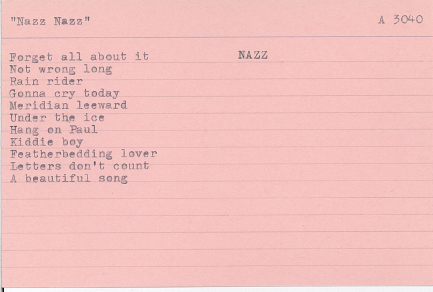 "Nazz Nazz" A 3040
Forget all about it NAZZ
Not wrong long
Rain rider
Gonna cry today
Meridian leeward
Under the ice
Hang on Paul
Kiddie boy
Featherbedding lover
Letters don't count
A beautiful song